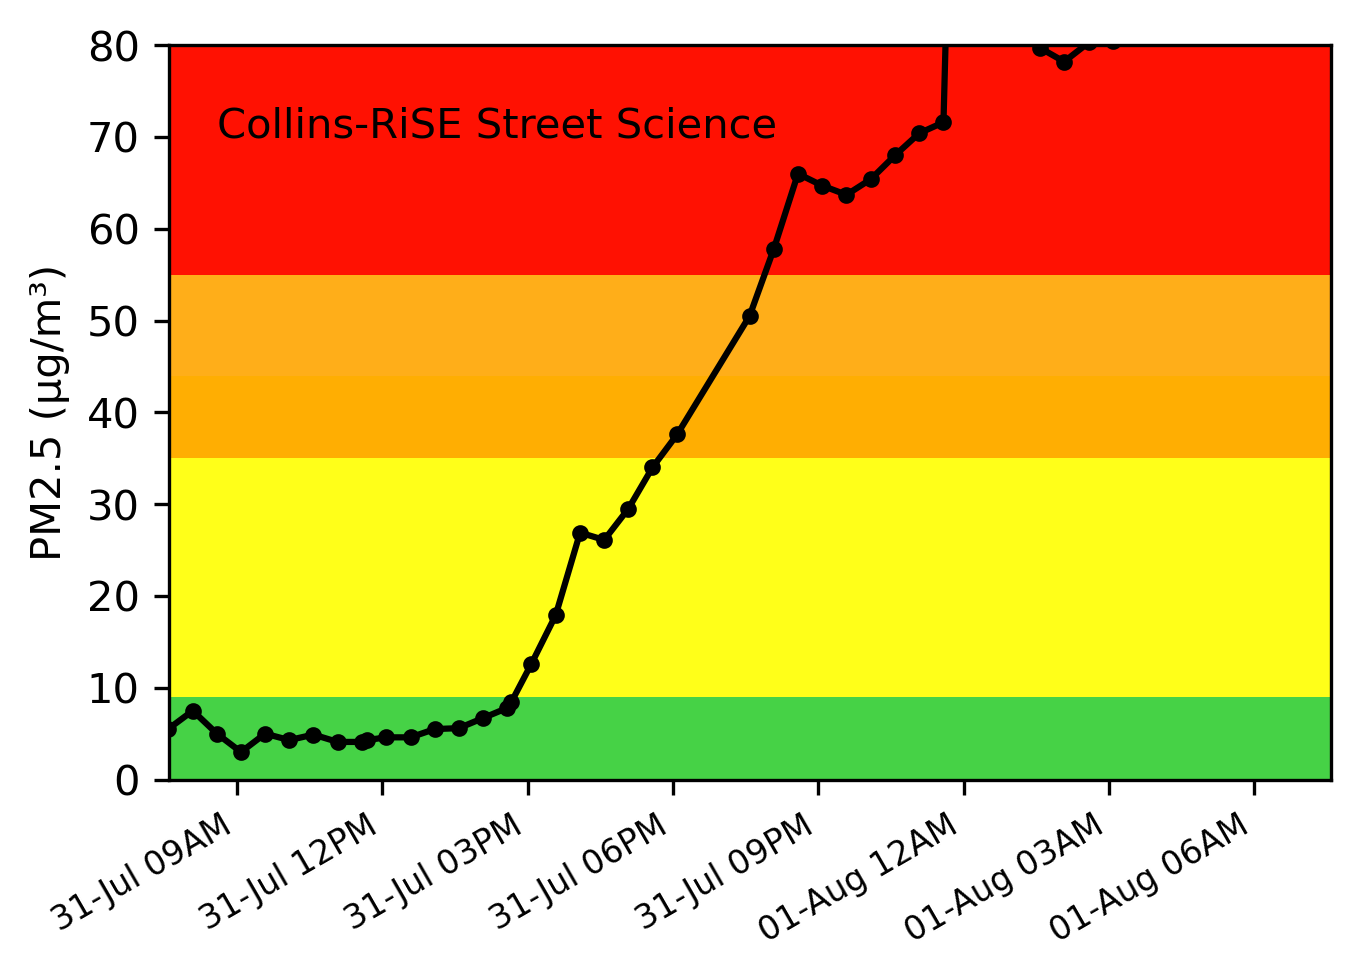 80
Collins-RiSE Street Science
70
60
50
40
30
20
10
0
PM2.5 (µg/m³)
31-Jul 09AM
31-Jul 12PM
31-Jul 03PM
31-Jul 06PM
31-Jul 09PM
01-Aug 12AM
01-Aug 03AM
01-Aug 06AM